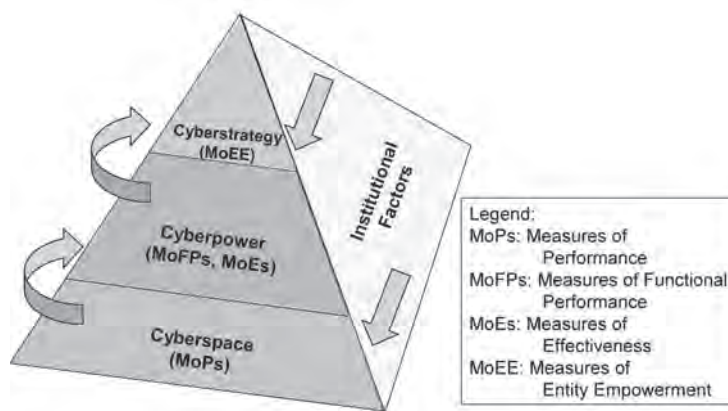 Cyberstrategy
(MoEE)
Cyberpower
(MoFPs, MoEs)
Cyberspace
(MoPs)
Institutional
Factors
Legend:
MoPs: Measures of
Performance
MoFPs: Measures of Functional
Performance
MoEs: Measures of
Effectiveness
MoEE: Measures of
Entity Empowerment